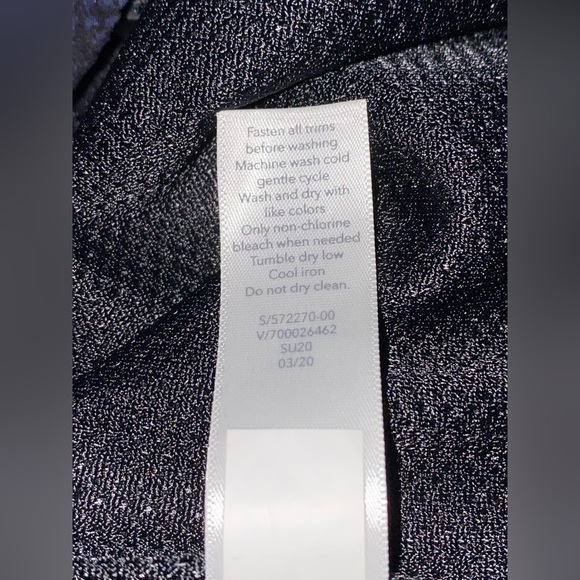 Fasten all trims
before washing
Machine wash cold
gentle cycle
Wash and dry with
like colors
Only non-chlorine
bleach when needed
Tumble dry low
Cool iron
Do not dry clean.
S/572270-00
V/700026462
SU20
03/20